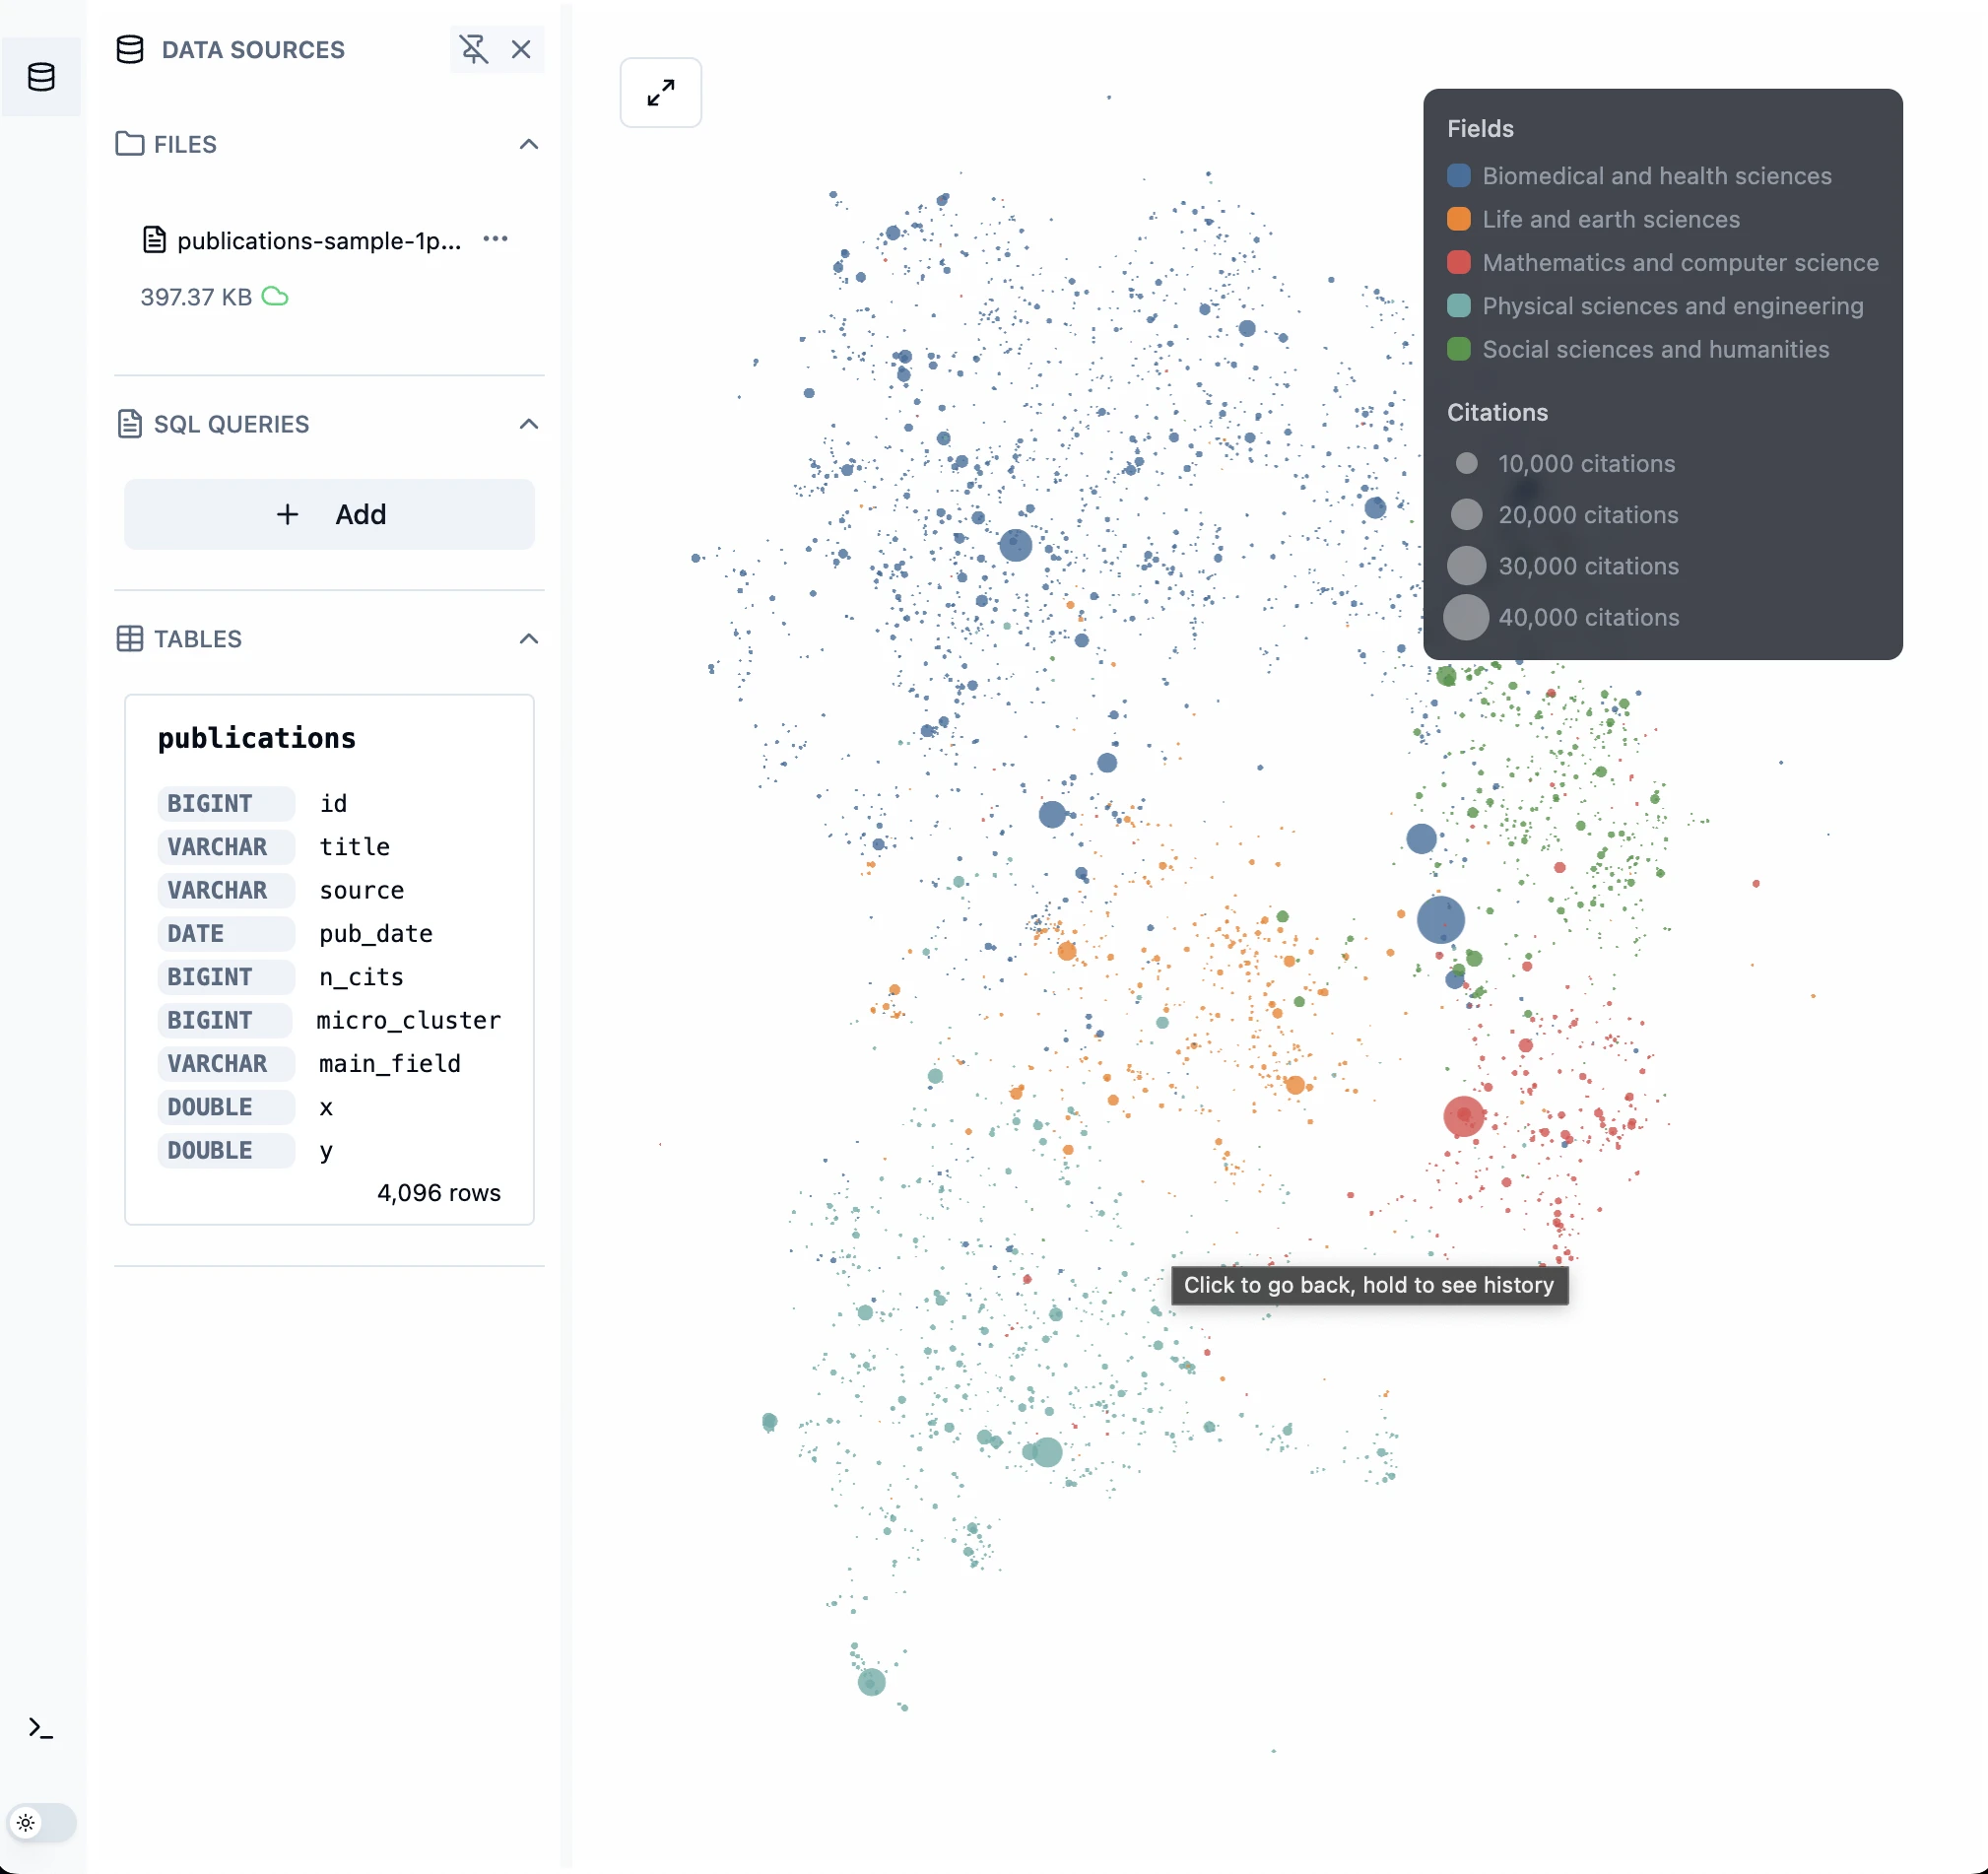 DATA SOURCES
FILES
publications-sample-1p...
397.37 KB
SQL QUERIES
+ Add
TABLES
publications
BIGINT id
VARCHAR title
VARCHAR source
DATE pub_date
BIGINT n_cits
BIGINT micro_cluster
VARCHAR main_field
DOUBLE x
DOUBLE y
4,096 rows
Fields
Biomedical and health sciences
Life and earth sciences
Mathematics and computer science
Physical sciences and engineering
Social sciences and humanities
Citations
10,000 citations
20,000 citations
30,000 citations
40,000 citations
Click to go back, hold to see history